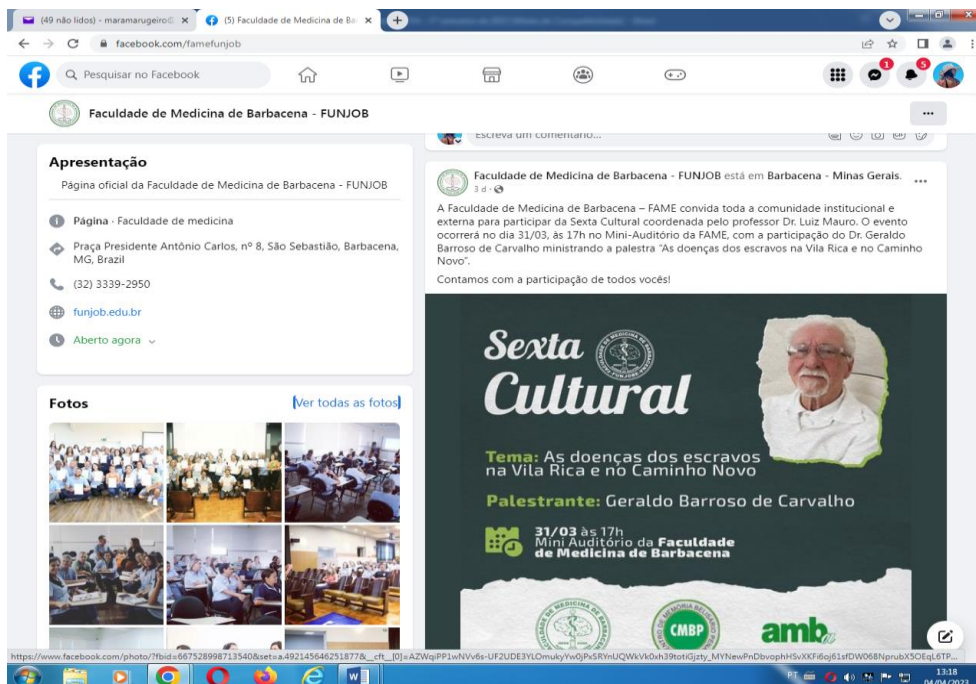 (49 não lidos) - maramarugeiro@
(5) Faculdade de Medicina de Ba
facebook.com/famefunjob
Pesquisar no Facebook
1
5
Faculdade de Medicina de Barbacena - FUNJOB
Apresentação
Página oficial da Faculdade de Medicina de Barbacena - FUNJOB
Página · Faculdade de medicina
Praça Presidente Antônio Carlos, nº 8, São Sebastião, Barbacena,
MG, Brazil
(32) 3339-2950
funjob.edu.br
Aberto agora
Fotos
Ver todas as fotos
Escreva um comentário...
Faculdade de Medicina de Barbacena - FUNJOB está em Barbacena - Minas Gerais.
3 d
A Faculdade de Medicina de Barbacena – FAME convida toda a comunidade institucional e
externa para participar da Sexta Cultural coordenada pelo professor Dr. Luiz Mauro. O evento
ocorrerá no dia 31/03, às 17h no Mini-Auditório da FAME, com a participação do Dr. Geraldo
Barroso de Carvalho ministrando a palestra "As doenças dos escravos na Vila Rica e no Caminho
Novo".
Contamos com a participação de todos vocês!
Sexta
Cultural
Tema: As doenças dos escravos
na Vila Rica e no Caminho Novo
Palestrante: Geraldo Barroso de Carvalho
31/03 às 17h
Mini Auditório da Faculdade
de Medicina de Barbacena
CMBP
amb
PT
13:18
04/04/2023